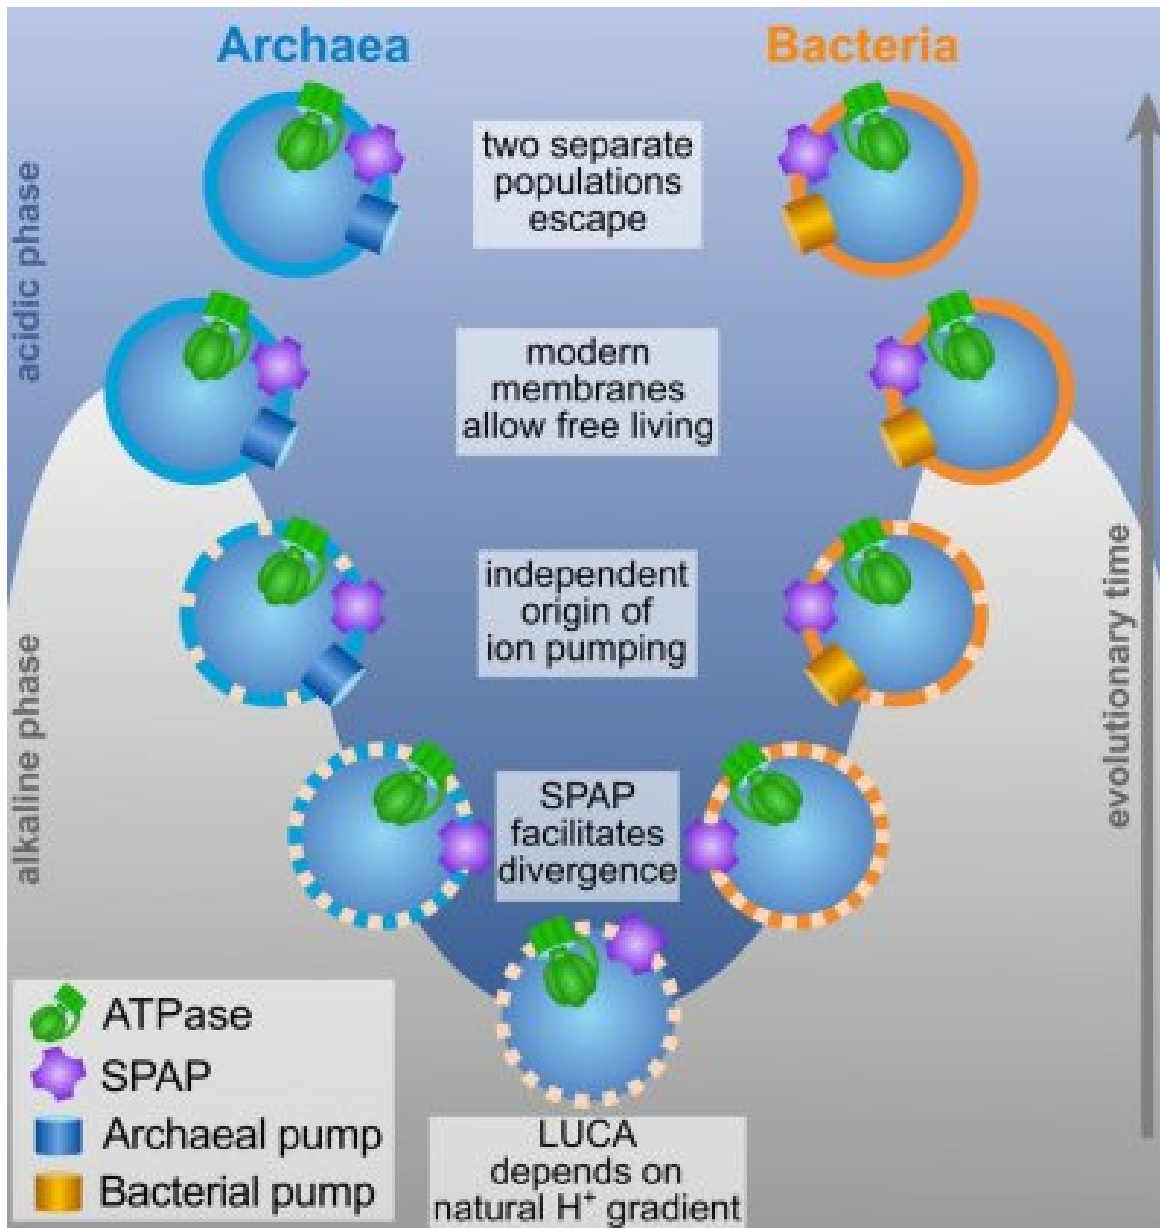 Archaea
Bacteria
two separate
populations
escape
acidic phase
modern
membranes
allow free living
independent
origin of
ion pumping
evolutionary time
alkaline phase
SPAP
facilitates
divergence
ATPase
SPAP
Archaeal pump
Bacterial pump
LUCA
depends on
natural H⁺ gradient